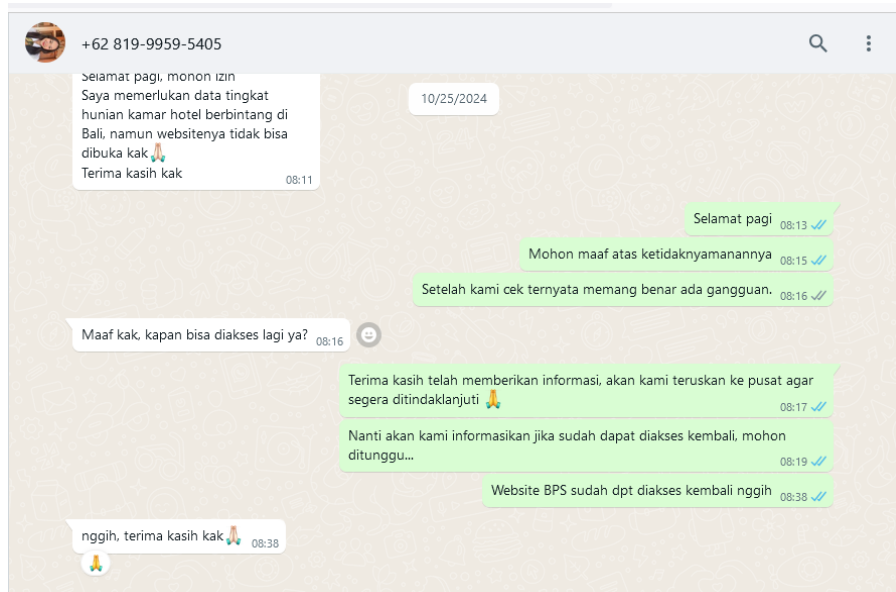 +62 819-9959-5405
10/25/2024
Selamat pagi, mohon izin
Saya memerlukan data tingkat
hunian kamar hotel berbintang di
Bali, namun websitenya tidak bisa
dibuka kak🙏🏻
Terima kasih kak
08:11
Selamat pagi 08:13
Mohon maaf atas ketidaknyamanannya 08:15
Setelah kami cek ternyata memang benar ada gangguan. 08:16
Maaf kak, kapan bisa diakses lagi ya? 08:16
Terima kasih telah memberikan informasi, akan kami teruskan ke pusat agar
segera ditindaklanjuti 🙏 08:17
Nanti akan kami informasikan jika sudah dapat diakses kembali, mohon
ditunggu... 08:19
Website BPS sudah dpt diakses kembali nggih 08:38
nggih, terima kasih kak🙏🏻 08:38
🙏